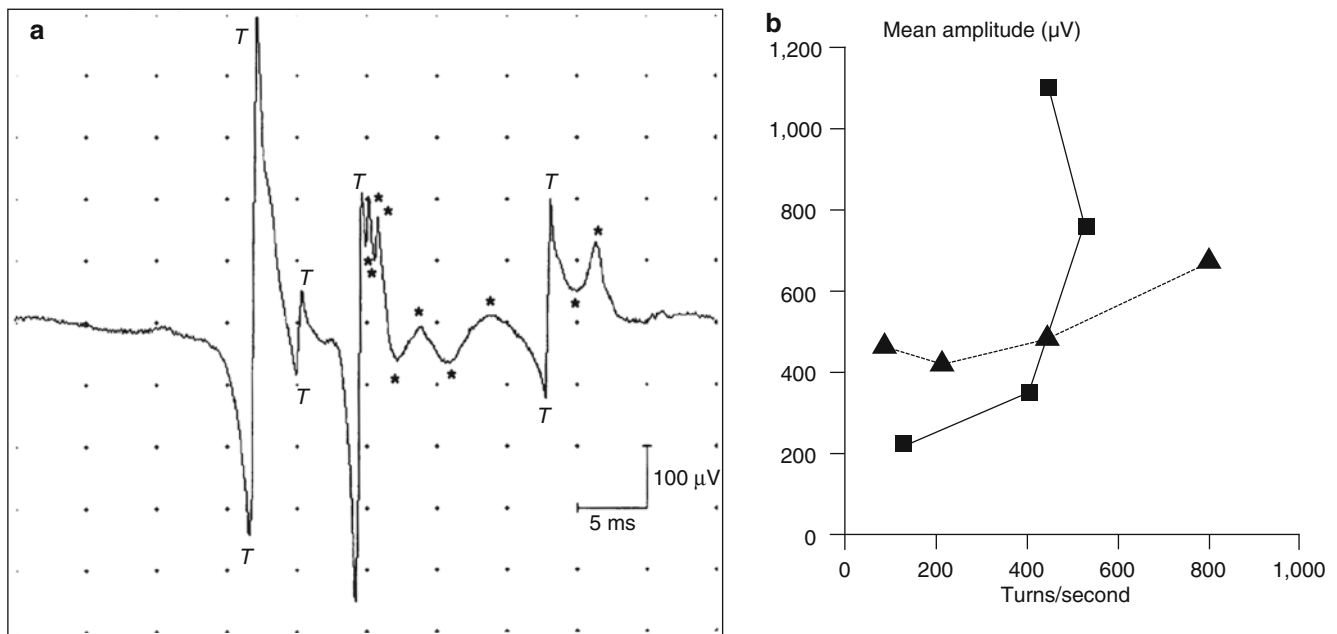 a
T
T
T
*
*
T
*
T
*
*
*
*
T
*
*
*
T
100 µV
5 ms
T
b
Mean amplitude (µV)
1,200
1,000
800
600
400
200
0
0 200 400 600 800 1,000
Turns/second